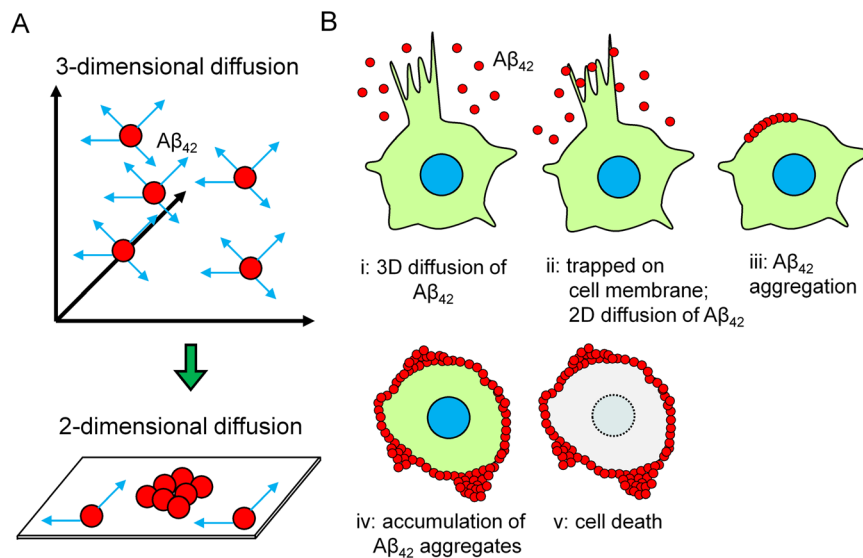 A
3-dimensional diffusion
Aβ₄₂
2-dimensional diffusion
B
Aβ₄₂
i: 3D diffusion of
Aβ₄₂
ii: trapped on
cell membrane;
2D diffusion of Aβ₄₂
iii: Aβ₄₂
aggregation
iv: accumulation of
Aβ₄₂ aggregates
v: cell death